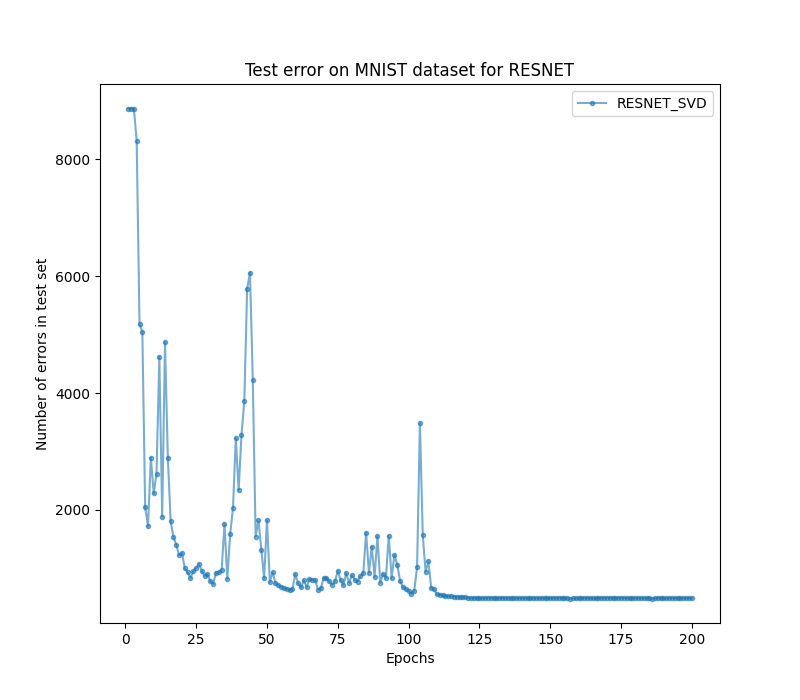 Test error on MNIST dataset for RESNET
RESNET_SVD
8000
6000
4000
2000
Number of errors in test set
0 25 50 75 100 125 150 175 200
Epochs